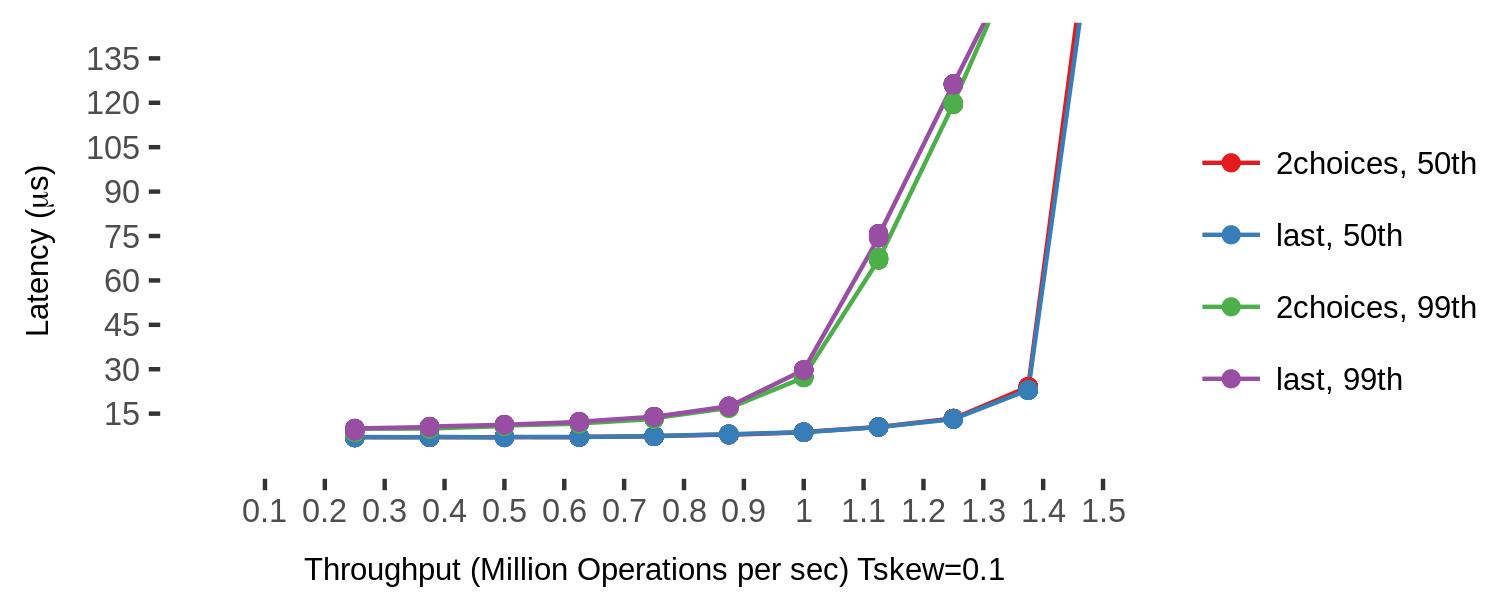 135
120
105
90
75
60
45
30
15
Latency (μs)
0.1 0.2 0.3 0.4 0.5 0.6 0.7 0.8 0.9 1 1.1 1.2 1.3 1.4 1.5
Throughput (Million Operations per sec) Tskew=0.1
2choices, 50th
last, 50th
2choices, 99th
last, 99th